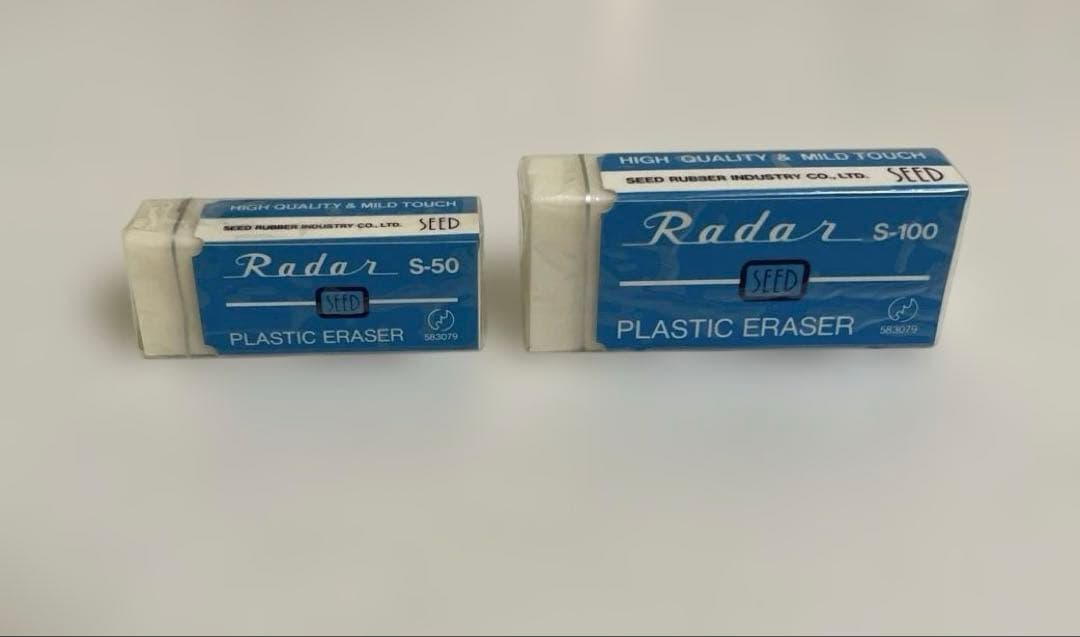 HIGH QUALITY & MILD TOUCH
SEED RUBBER INDUSTRY CO., LTD. SEED
Radar S-50
SEED
PLASTIC ERASER
583079
HIGH QUALITY & MILD TOUCH
SEED RUBBER INDUSTRY CO., LTD. SEED
Radar S-100
SEED
PLASTIC ERASER
583079